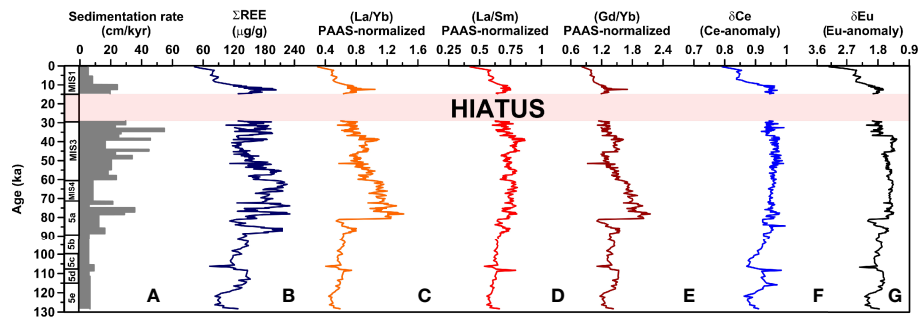 Sedimentation rate
(cm/kyr)
ΣREE
(μg/g)
(La/Yb)
PAAS-normalized
(La/Sm)
PAAS-normalized
(Gd/Yb)
PAAS-normalized
δCe
(Ce-anomaly)
δEu
(Eu-anomaly)
0 20 40 60
60 120 180 240
0.4 0.8 1.2 1.6
0.25 0.5 0.75 1
0.6 1.2 1.8 2.4
0.8 0.9 1
3.6 2.7 1.8 0.9
Age (ka)
0
10
20
30
40
50
60
70
80
90
100
110
120
130
MIS1
MIS3
MIS4
5a
5b
5c
5d
5e
HIATUS
A B C D E F G